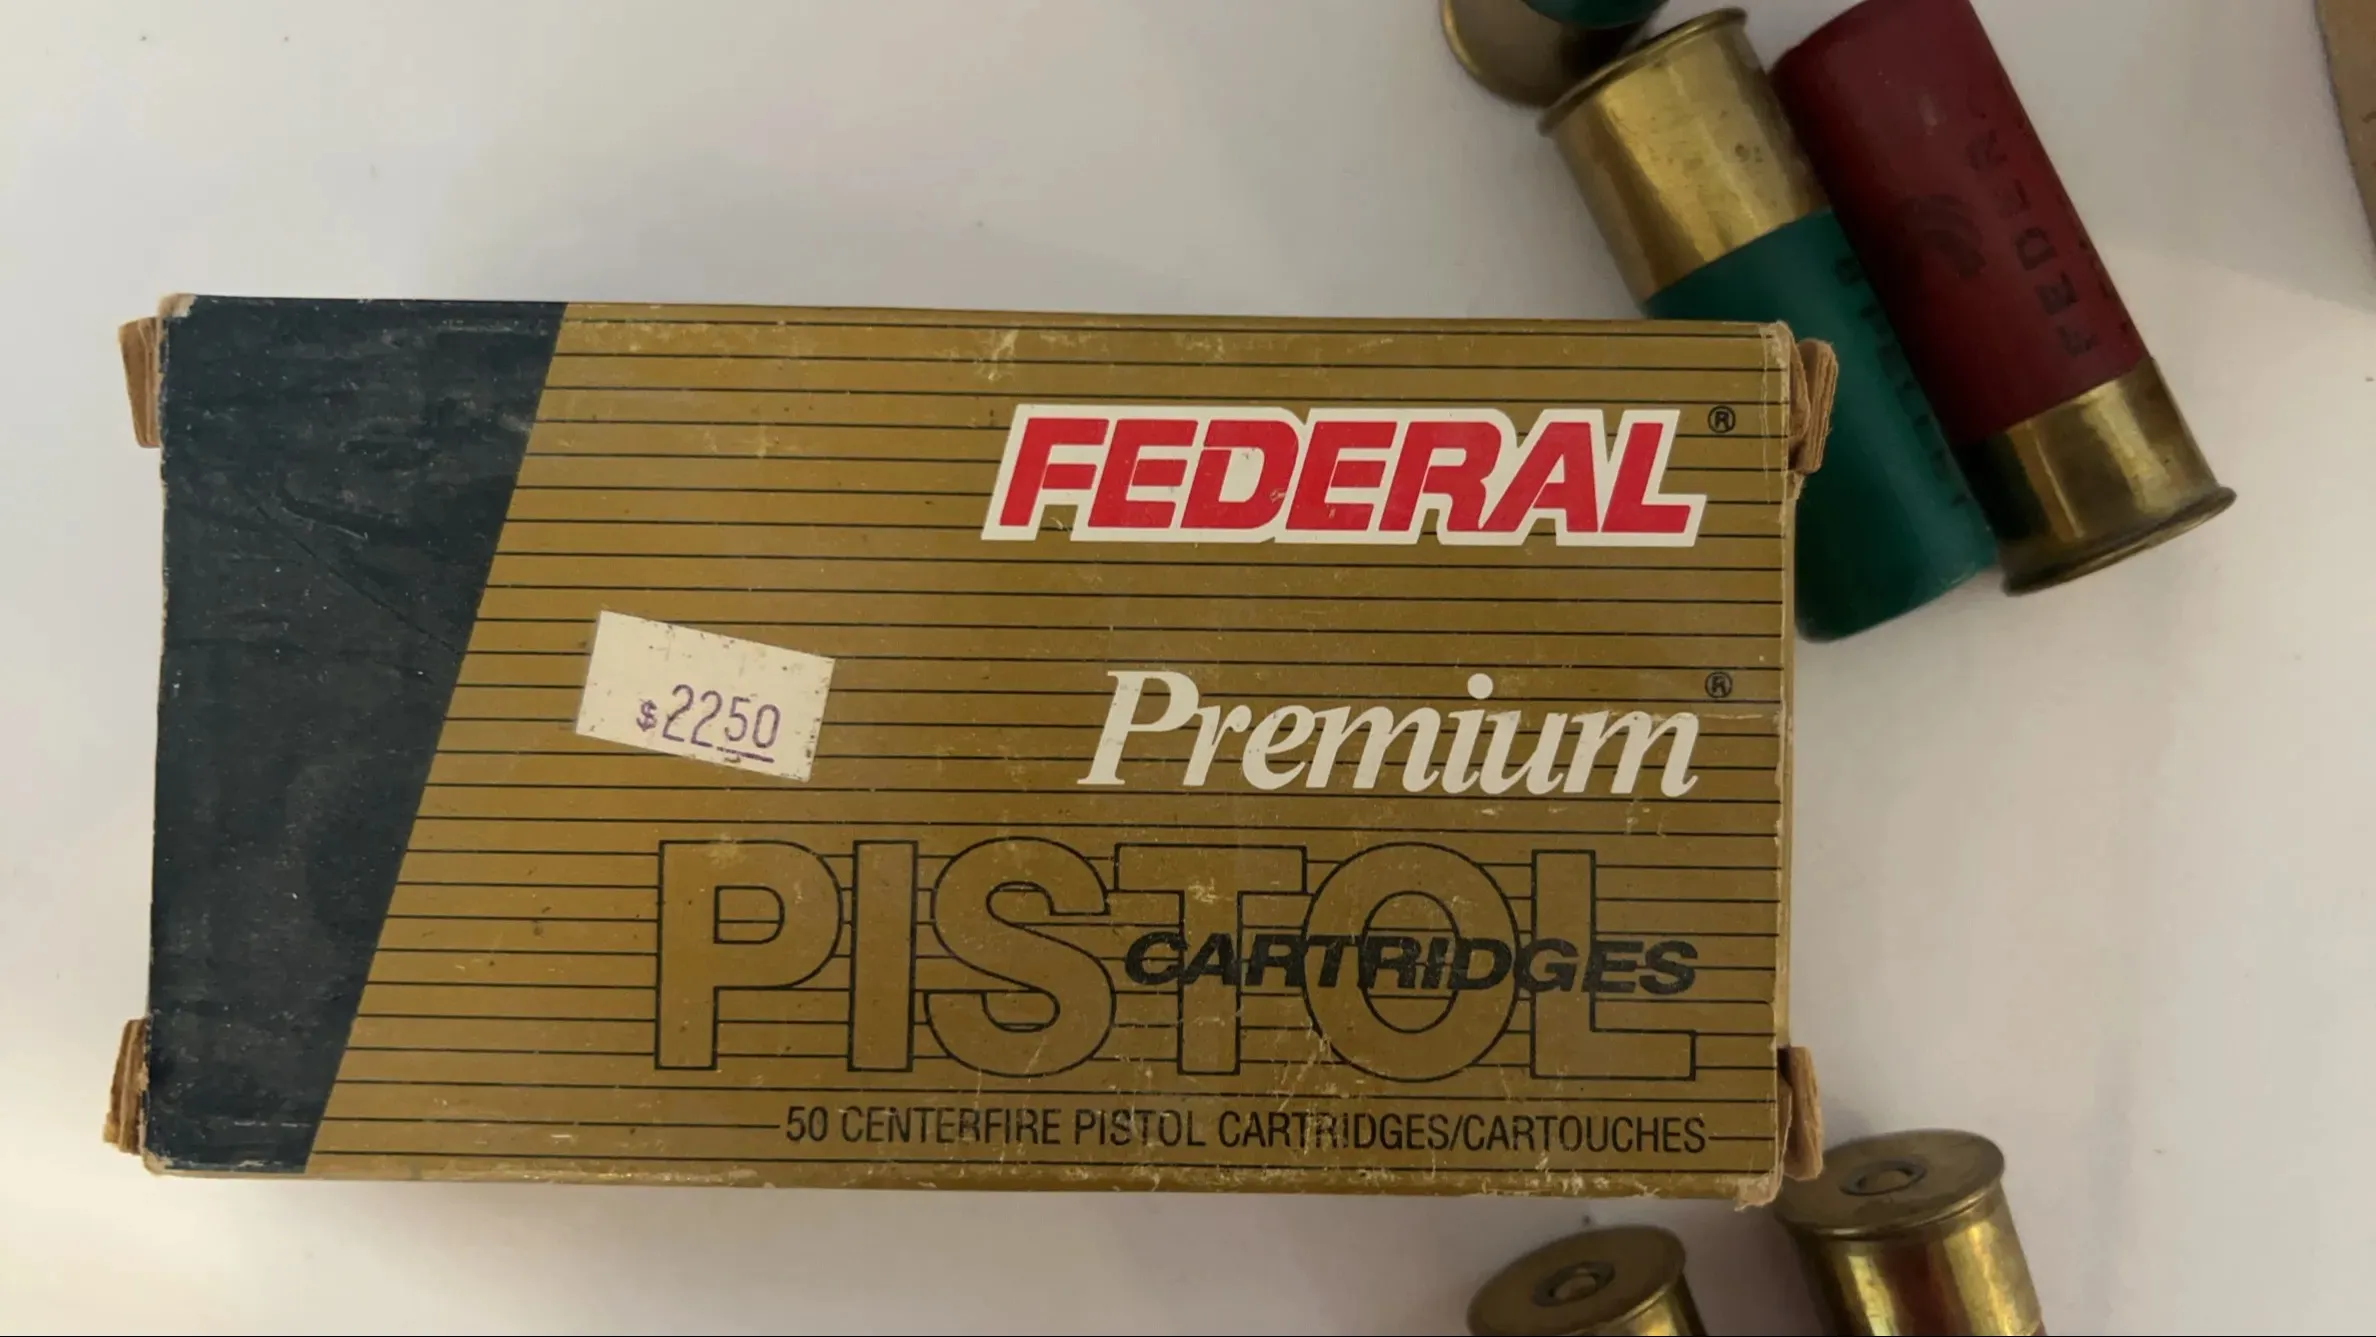 FEDERAL®
Premium®
$2250
PISTOL
CARTRIDGES
50 CENTERFIRE PISTOL CARTRIDGES/CARTOUCHES
FEDER